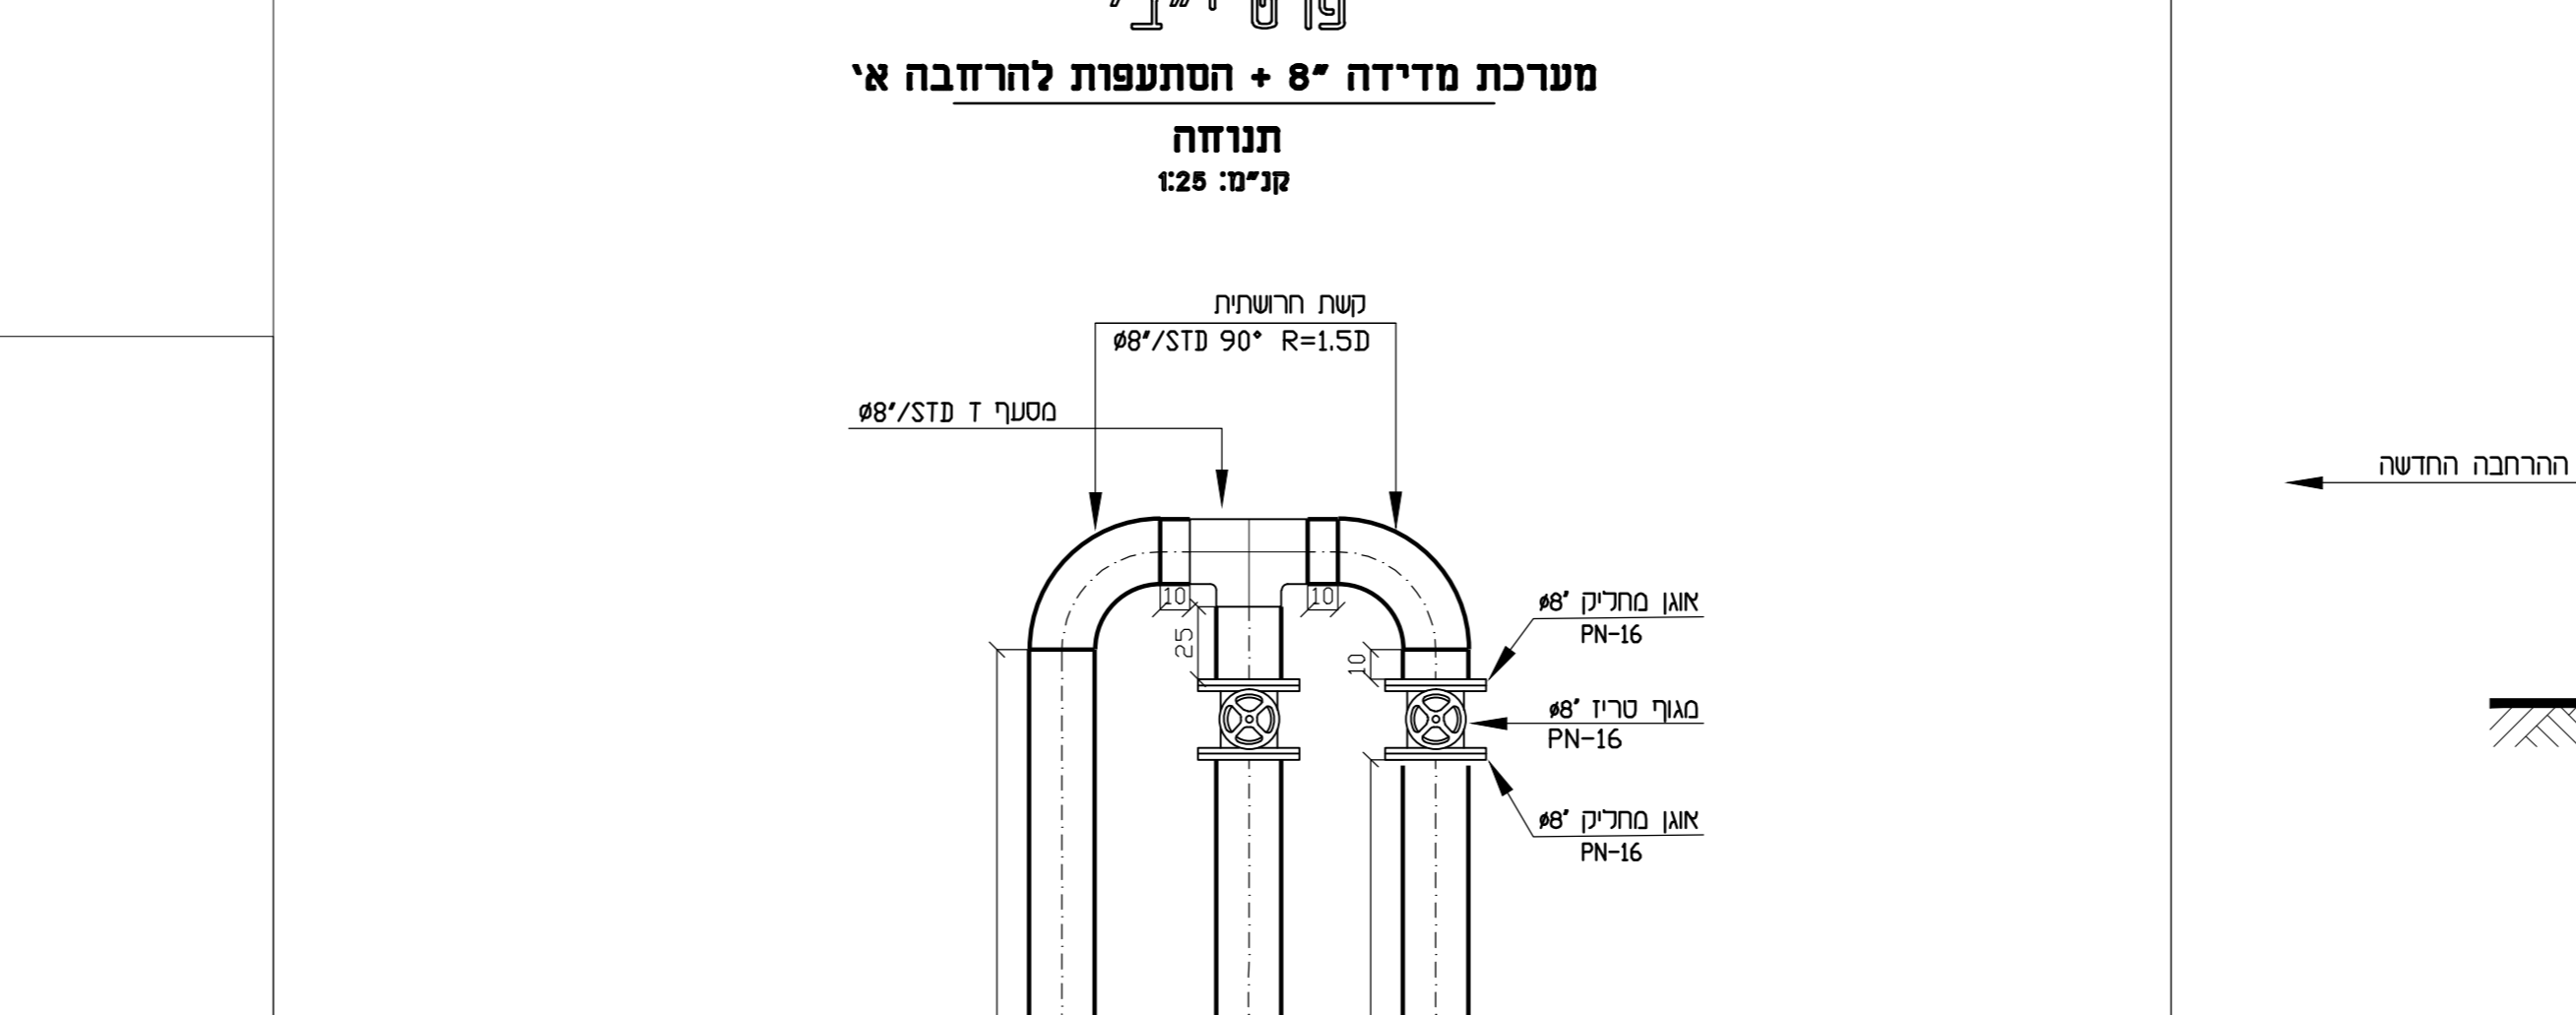 מערכת מדידה 8″ + הסתעפות להרחבה א'
תנוחה
קנ"מ: 1:25
קשת חרושתית
Ø8"/STD 90° R=1.5D
מסעף T Ø8"/STD
ההרחבה החדשה
10
10
25
10
אוגן מחליק Ø8"
PN-16
מגוף טריז Ø8"
PN-16
אוגן מחליק Ø8"
PN-16